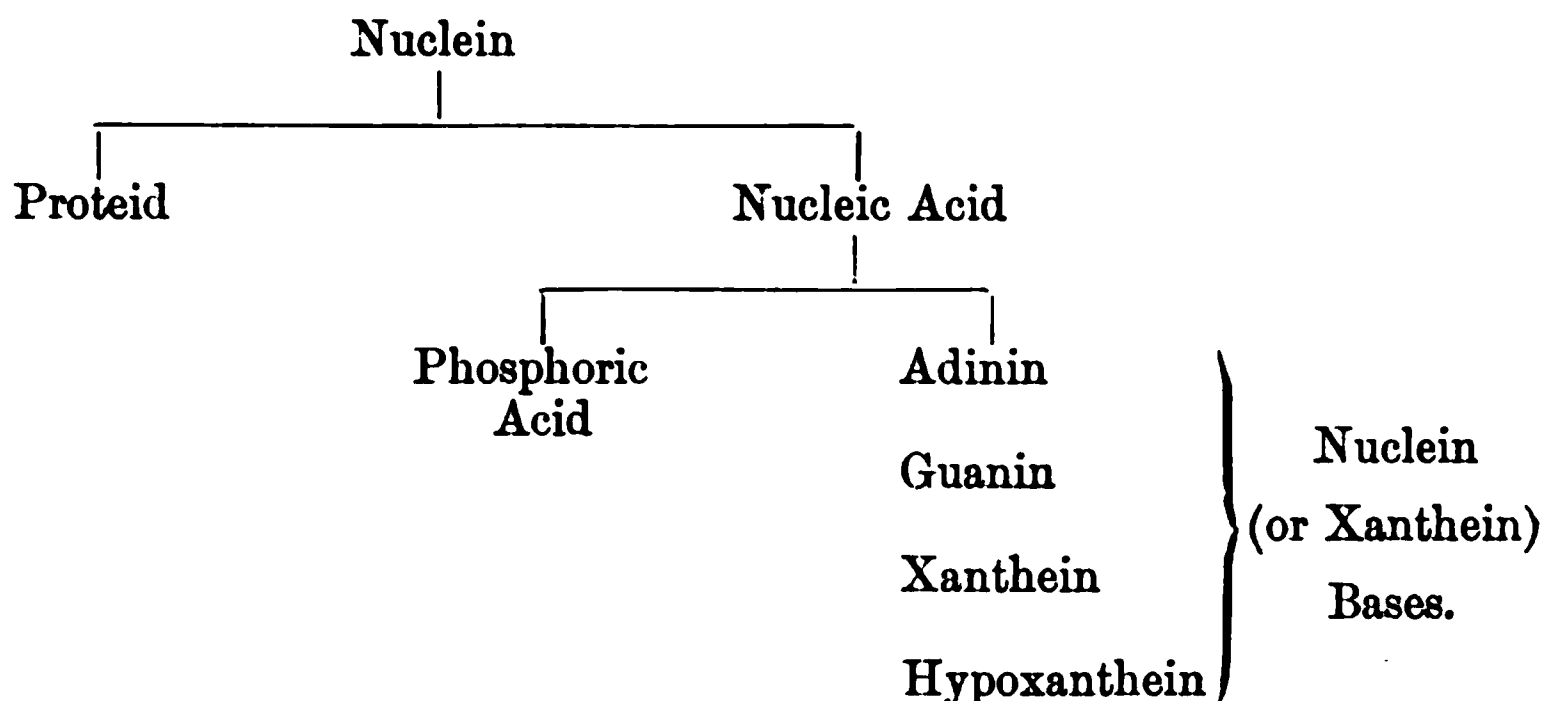 Nuclein
Proteid
Nucleic Acid
Phosphoric
Acid
Adinin
Guanin
Xanthein
Hypoxanthein
Nuclein
(or Xanthein)
Bases.